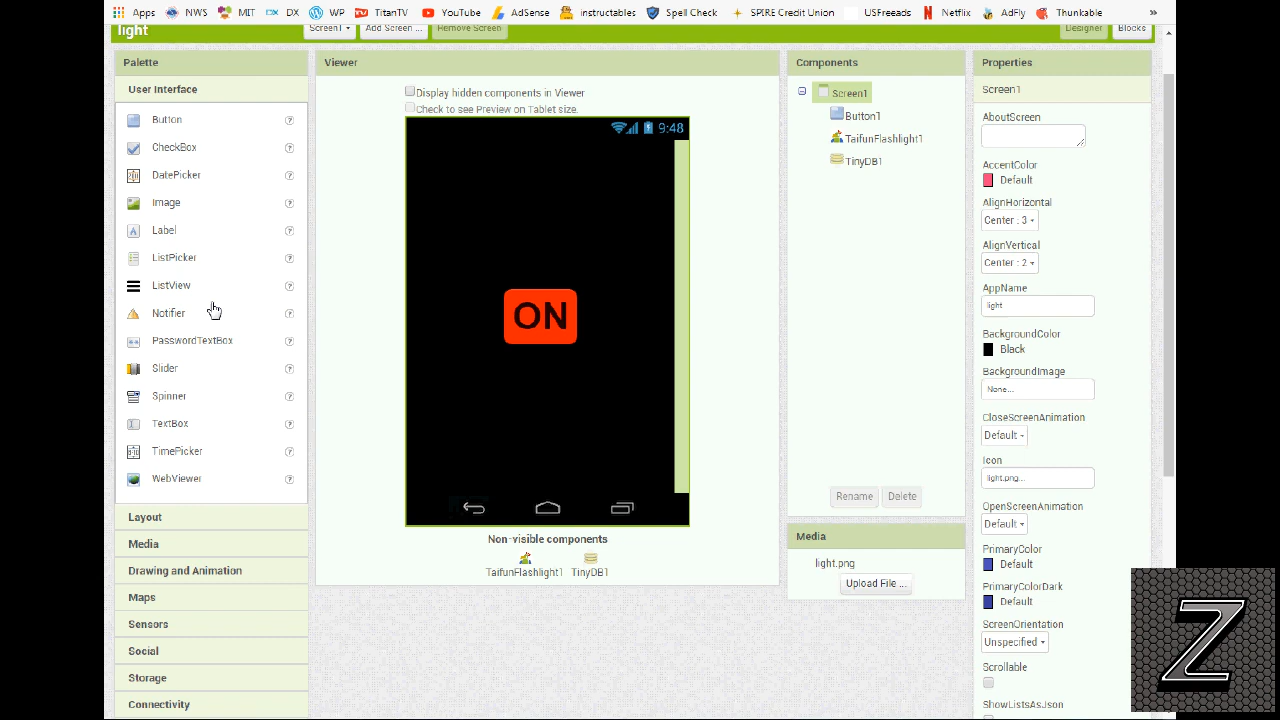 Apps NWS MIT DX WP TitanTV YouTube AdSense instructables Spell Check SPIRE Credit Union USFreeads Netflix dFly Thunkable »
light Screen1 Add Screen ... Remove Screen Designer Blocks
Palette
User Interface
Button
CheckBox
DatePicker
Image
Label
ListPicker
ListView
Notifier
PasswordTextBox
Slider
Spinner
TextBox
TimePicker
WebViewer
Layout
Media
Drawing and Animation
Maps
Sensors
Social
Storage
Connectivity
Viewer
Display hidden components in Viewer
Check to see Preview on Tablet size.
9:48
ON
Non-visible components
TaifunFlashlight1 TinyDB1
Components
Screen1
Button1
TaifunFlashlight1
TinyDB1
Rename Delete
Media
light.png
Upload File ...
Properties
Screen1
AboutScreen
AccentColor
Default
AlignHorizontal
Center : 3
AlignVertical
Center : 2
AppName
light
BackgroundColor
Black
BackgroundImage
None...
CloseScreenAnimation
Default
Icon
light.png...
OpenScreenAnimation
Default
PrimaryColor
Default
PrimaryColorDark
Default
ScreenOrientation
Unspecified
Scrollable
ShowListsAsJson
Z